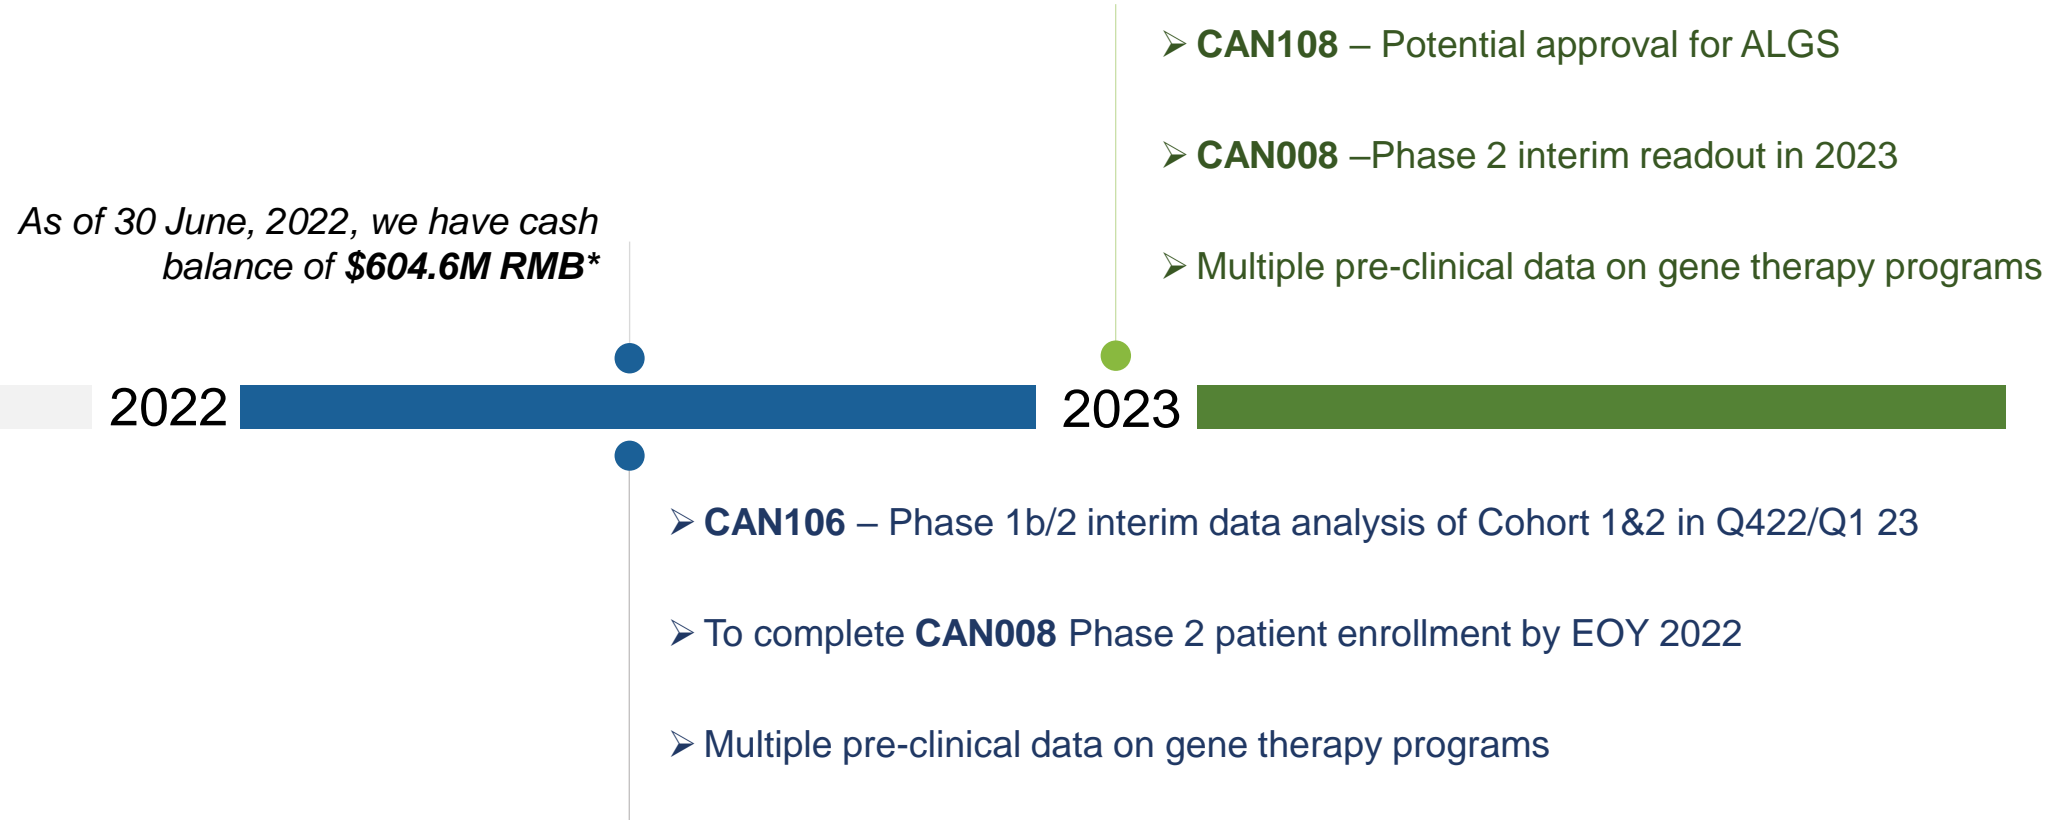 ➢ CAN108 – Potential approval for ALGS
➢ CAN008 –Phase 2 interim readout in 2023
➢ Multiple pre-clinical data on gene therapy programs
As of 30 June, 2022, we have cash
balance of $604.6M RMB*
2022
2023
➢ CAN106 – Phase 1b/2 interim data analysis of Cohort 1&2 in Q422/Q1 23
➢ To complete CAN008 Phase 2 patient enrollment by EOY 2022
➢ Multiple pre-clinical data on gene therapy programs